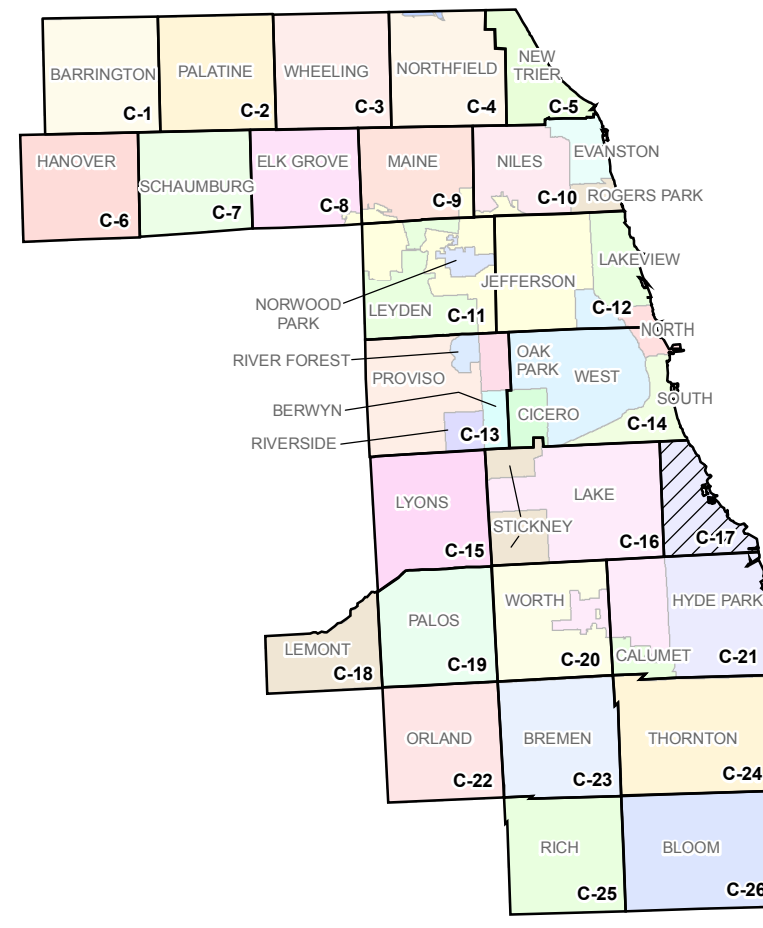 BARRINGTON
C-1
PALATINE
C-2
WHEELING
C-3
NORTHFIELD
C-4
NEW
TRIER
C-5
HANOVER
C-6
SCHAUMBURG
C-7
ELK GROVE
C-8
MAINE
C-9
NILES
C-10
EVANSTON
ROGERS PARK
NORWOOD
PARK
LEYDEN
C-11
JEFFERSON
LAKEVIEW
C-12
NORTH
RIVER FOREST
PROVISO
BERWYN
RIVERSIDE
C-13
OAK
PARK
WEST
CICERO
SOUTH
C-14
LYONS
C-15
STICKNEY
LAKE
C-16
C-17
LEMONT
C-18
PALOS
C-19
WORTH
C-20
CALUMET
HYDE PARK
C-21
ORLAND
C-22
BREMEN
C-23
THORNTON
C-24
RICH
C-25
BLOOM
C-26